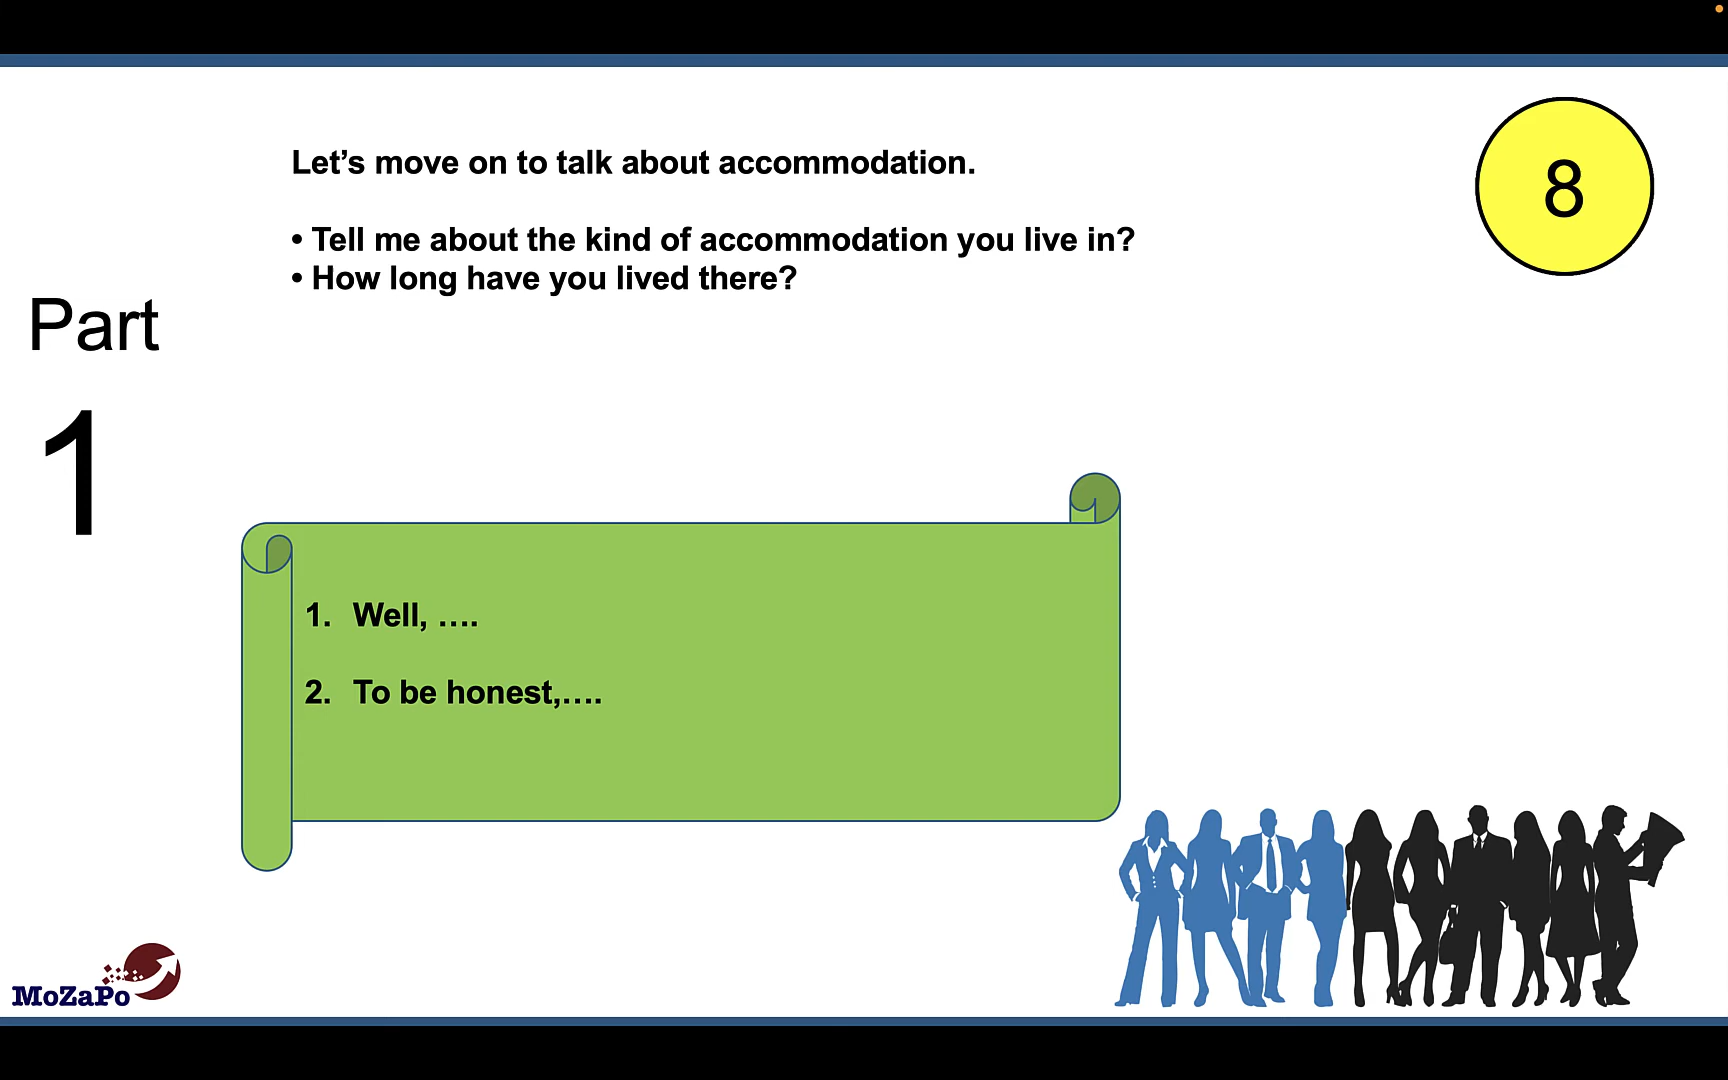 Let’s move on to talk about accommodation.
• Tell me about the kind of accommodation you live in?
• How long have you lived there?
8
Part
1
1. Well, ….
2. To be honest,….
MoZaPo